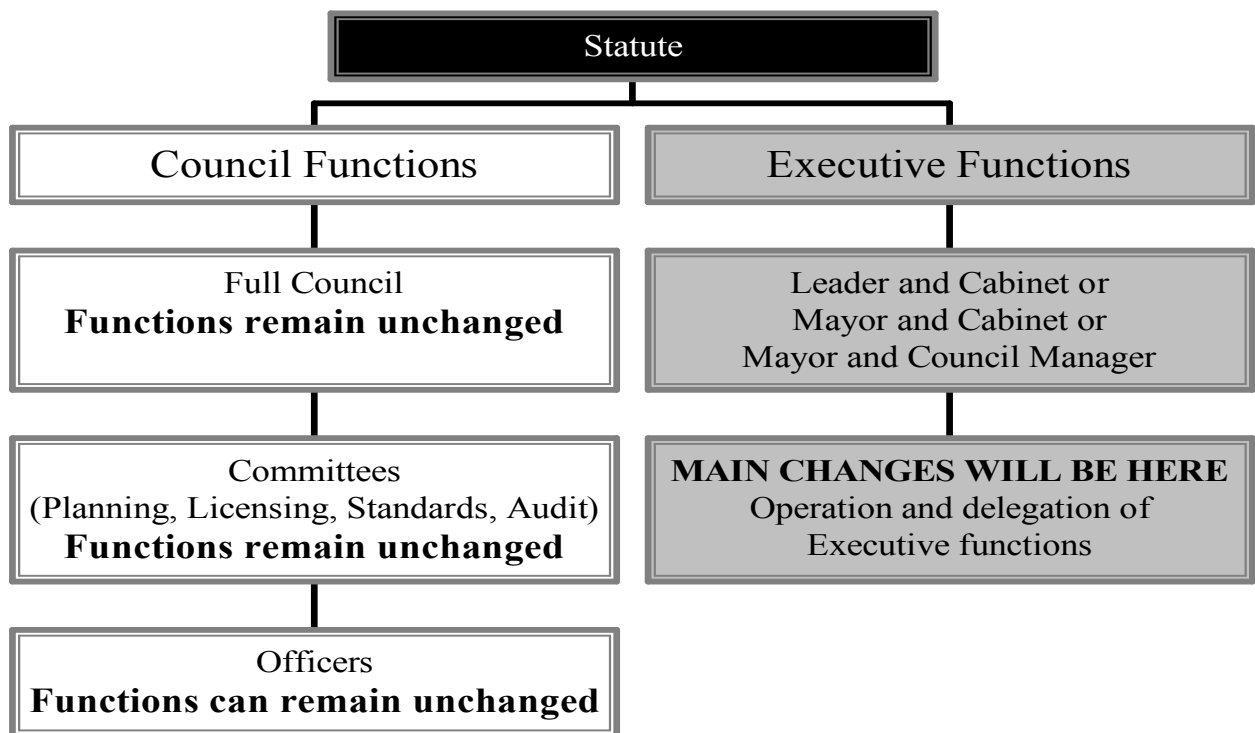 Statute
Council Functions
Executive Functions
Full Council
Functions remain unchanged
Leader and Cabinet or
Mayor and Cabinet or
Mayor and Council Manager
Committees
(Planning, Licensing, Standards, Audit)
Functions remain unchanged
MAIN CHANGES WILL BE HERE
Operation and delegation of
Executive functions
Officers
Functions can remain unchanged